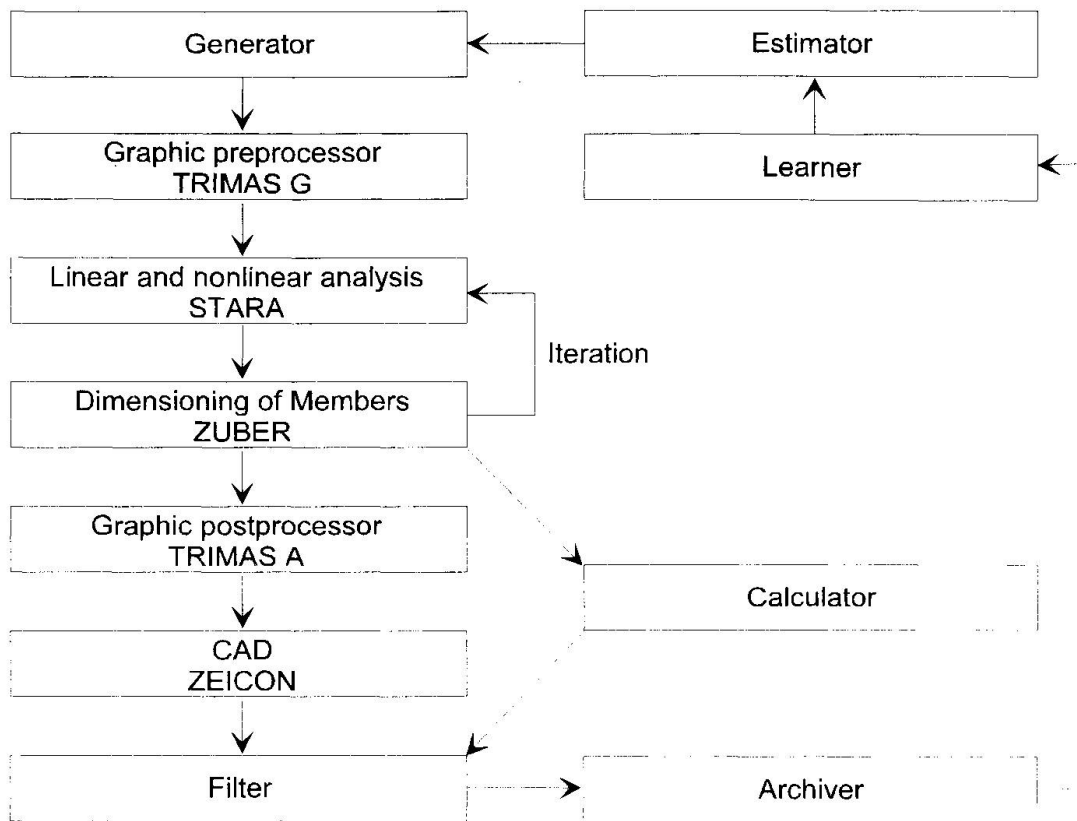 Generator
Estimator
Graphic preprocessor
TRIMAS G
Learner
Linear and nonlinear analysis
STARA
Iteration
Dimensioning of Members
ZUBER
Graphic postprocessor
TRIMAS A
Calculator
CAD
ZEICON
Filter
Archiver